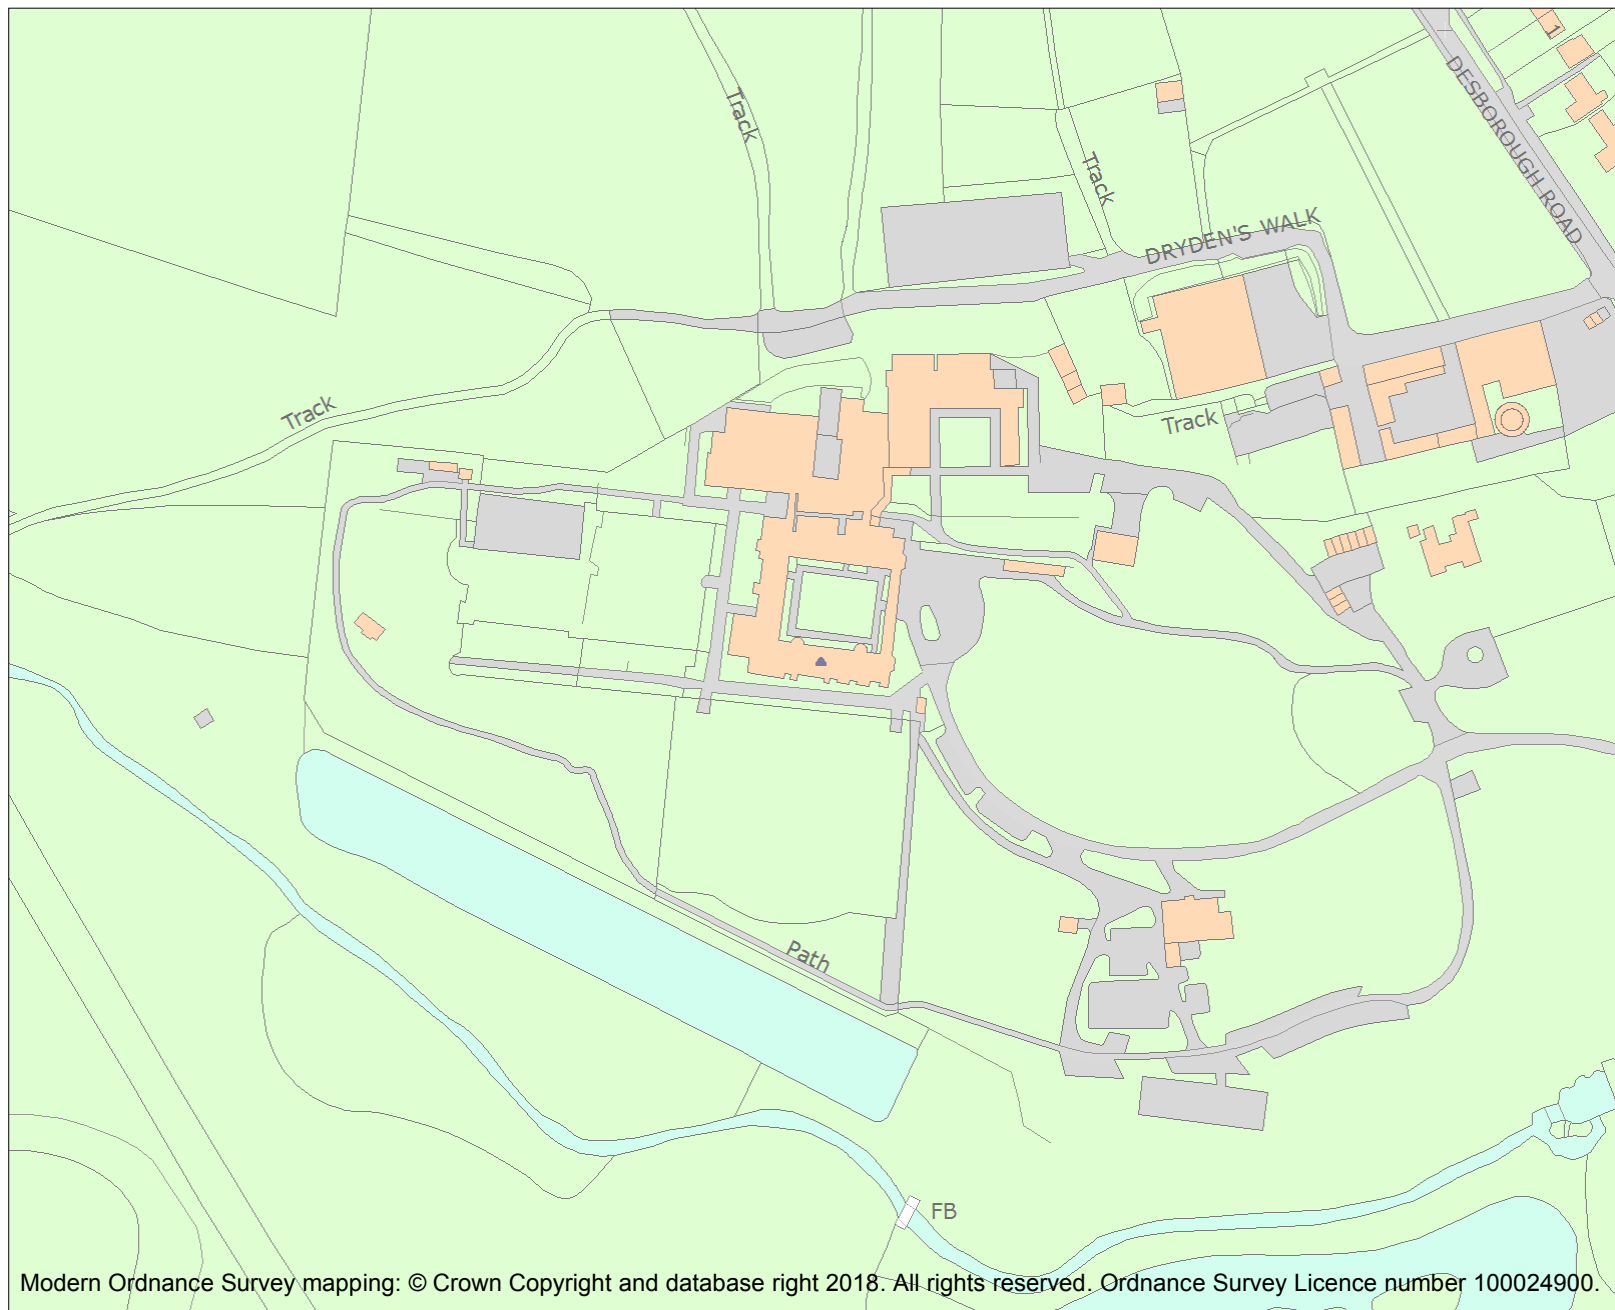 1
DESBOROUGH ROAD
Track
Track
DRYDEN'S WALK
Track
Track
Path
FB
Modern Ordnance Survey mapping: © Crown Copyright and database right 2018. All rights reserved. Ordnance Survey Licence number 100024900.